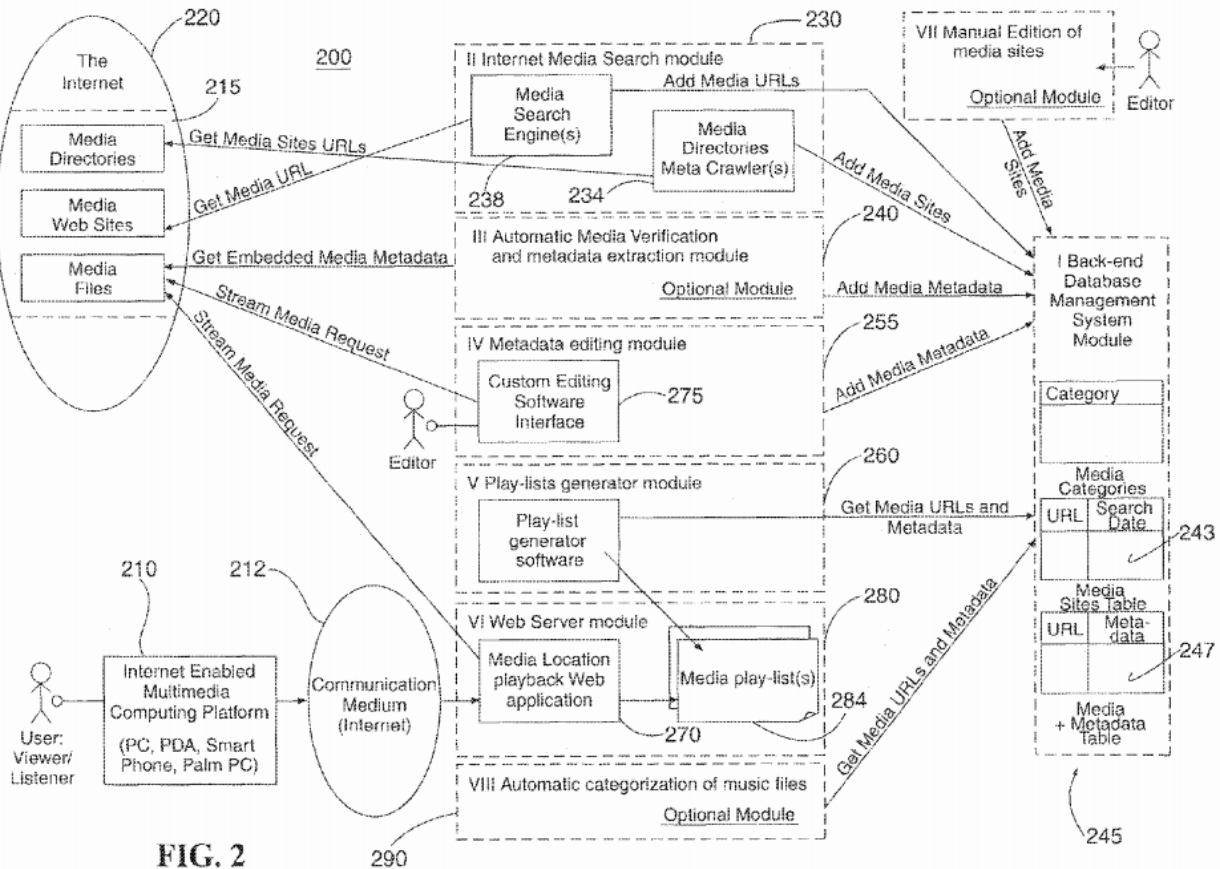 220
The
Internet
215
Media
Directories
Media
Web Sites
Media
Files
200
230
II Internet Media Search module
Media
Search
Engine(s)
238
Media
Directories
Meta Crawler(s)
234
Add Media URLs
Get Media Sites URLs
Get Media URL
Add Media Sites
VII Manual Edition of
media sites
Optional Module
Editor
Add Media
Sites
240
III Automatic Media Verification
and metadata extraction module
Optional Module
Get Embedded Media Metadata
Add Media Metadata
Stream Media Request
Stream Media Request
255
IV Metadata editing module
Custom Editing
Software
Interface
275
Editor
Add Media Metadata
260
V Play-lists generator module
Play-list
generator
software
Get Media URLs and
Metadata
280
VI Web Server module
Media Location
playback Web
application
270
Media play-list(s)
284
Get Media URLs and Metadata
VIII Automatic categorization of music files
Optional Module
290
210
212
User:
Viewer/
Listener
Internet Enabled
Multimedia
Computing Platform
(PC, PDA, Smart
Phone, Palm PC)
Communication
Medium
(Internet)
I Back-end
Database
Management
System
Module
Category
Media
Categories
URL
Search
Date
243
Media
Sites Table
URL
Meta-
data
247
Media
+ Metadata
Table
245
FIG. 2